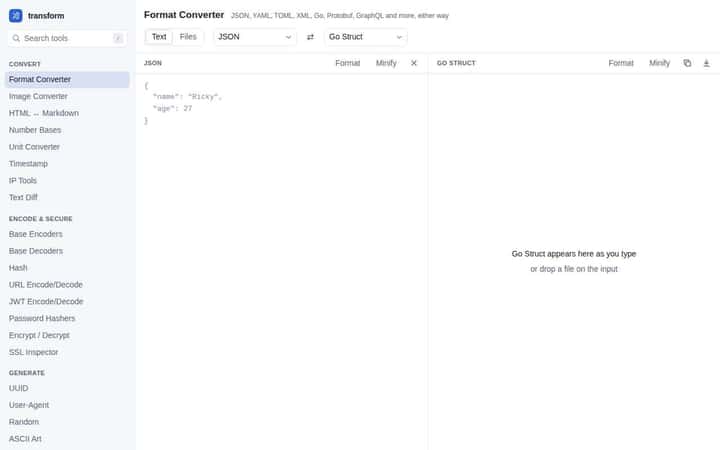 transform
Search tools /
CONVERT
Format Converter
Image Converter
HTML ↔ Markdown
Number Bases
Unit Converter
Timestamp
IP Tools
Text Diff
ENCODE & SECURE
Base Encoders
Base Decoders
Hash
URL Encode/Decode
JWT Encode/Decode
Password Hashers
Encrypt / Decrypt
SSL Inspector
GENERATE
UUID
User-Agent
Random
ASCII Art
Format Converter JSON, YAML, TOML, XML, Go, Protobuf, GraphQL and more, either way
Text Files JSON ⇄ Go Struct
JSON Format Minify ✕
{
  "name": "Ricky",
  "age": 27
}
GO STRUCT Format Minify
Go Struct appears here as you type
or drop a file on the input